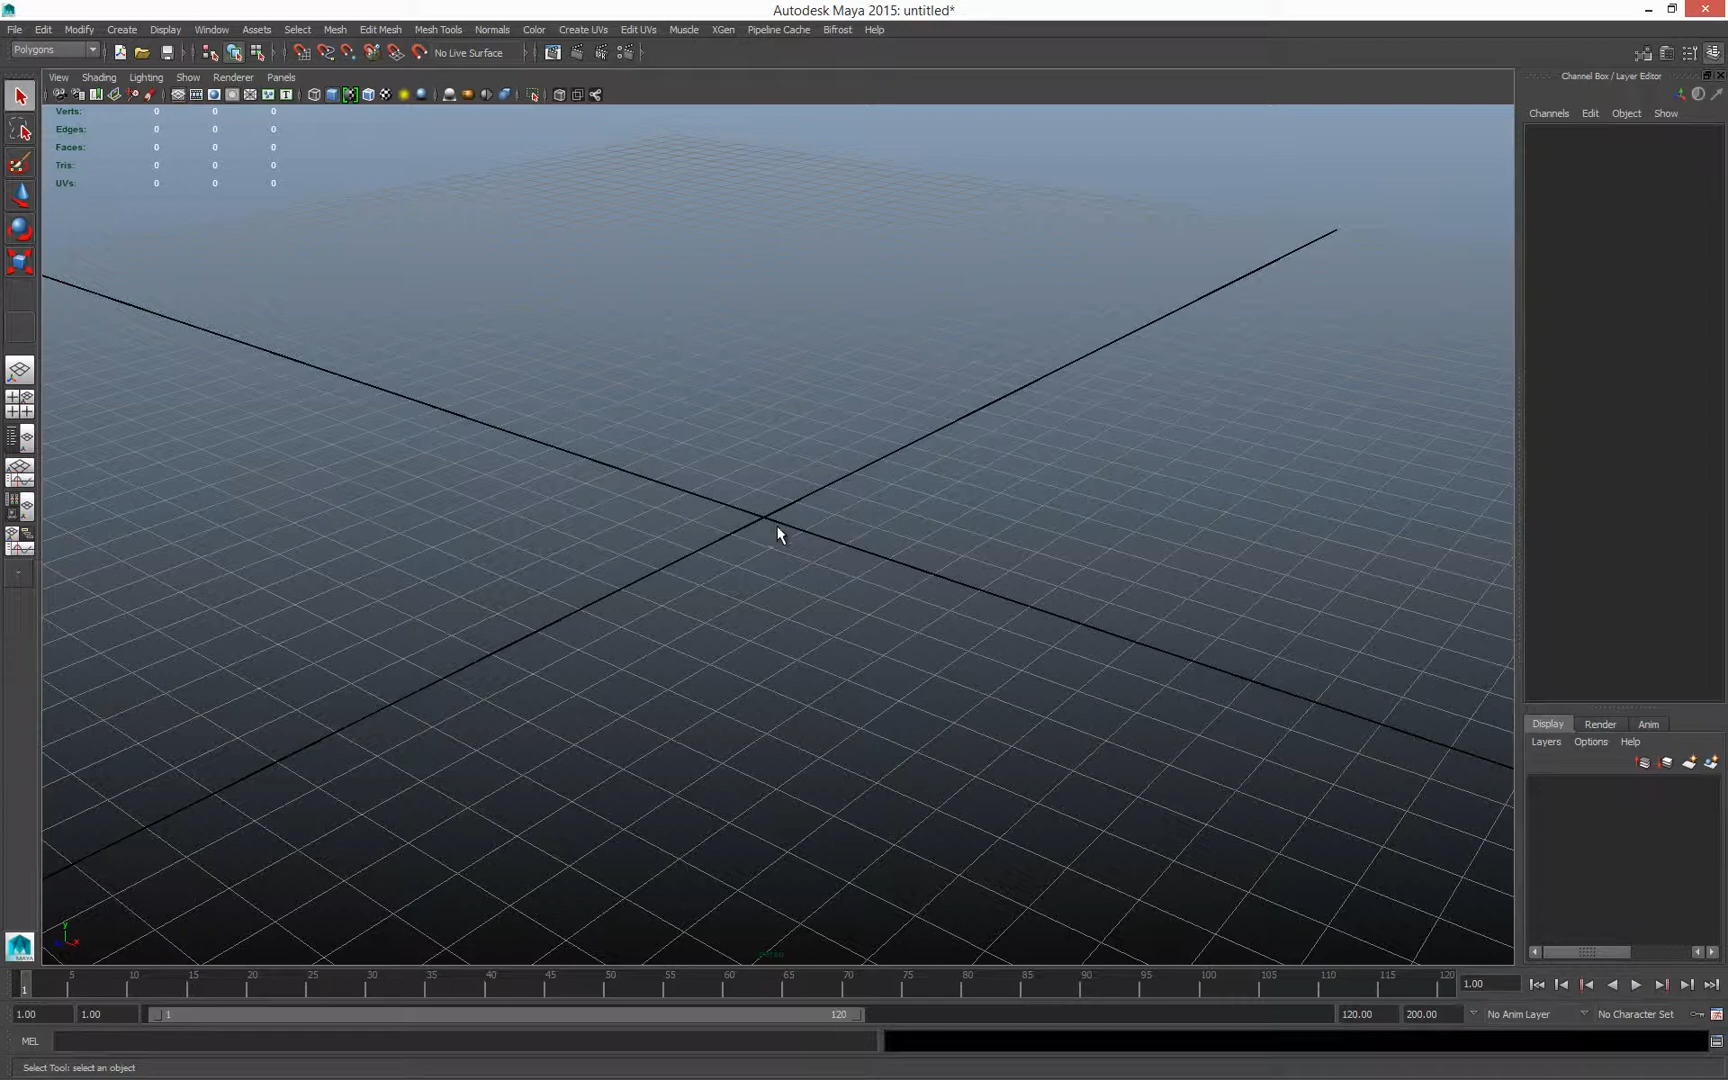 Autodesk Maya 2015: untitled*
File Edit Modify Create Display Window Assets Select Mesh Edit Mesh Mesh Tools Normals Color Create UVs Edit UVs Muscle XGen Pipeline Cache Bifrost Help
Polygons No Live Surface
Channel Box / Layer Editor
View Shading Lighting Show Renderer Panels
Channels Edit Object Show
Verts: 0 0 0
Edges: 0 0 0
Faces: 0 0 0
Tris: 0 0 0
UVs: 0 0 0
Display Render Anim
Layers Options Help
y
x
persp
MAYA
1 5 10 15 20 25 30 35 40 45 50 55 60 65 70 75 80 85 90 95 100 105 110 115 120 1.00
1.00 1.00 1 120 120.00 200.00 No Anim Layer No Character Set
MEL
Select Tool: select an object